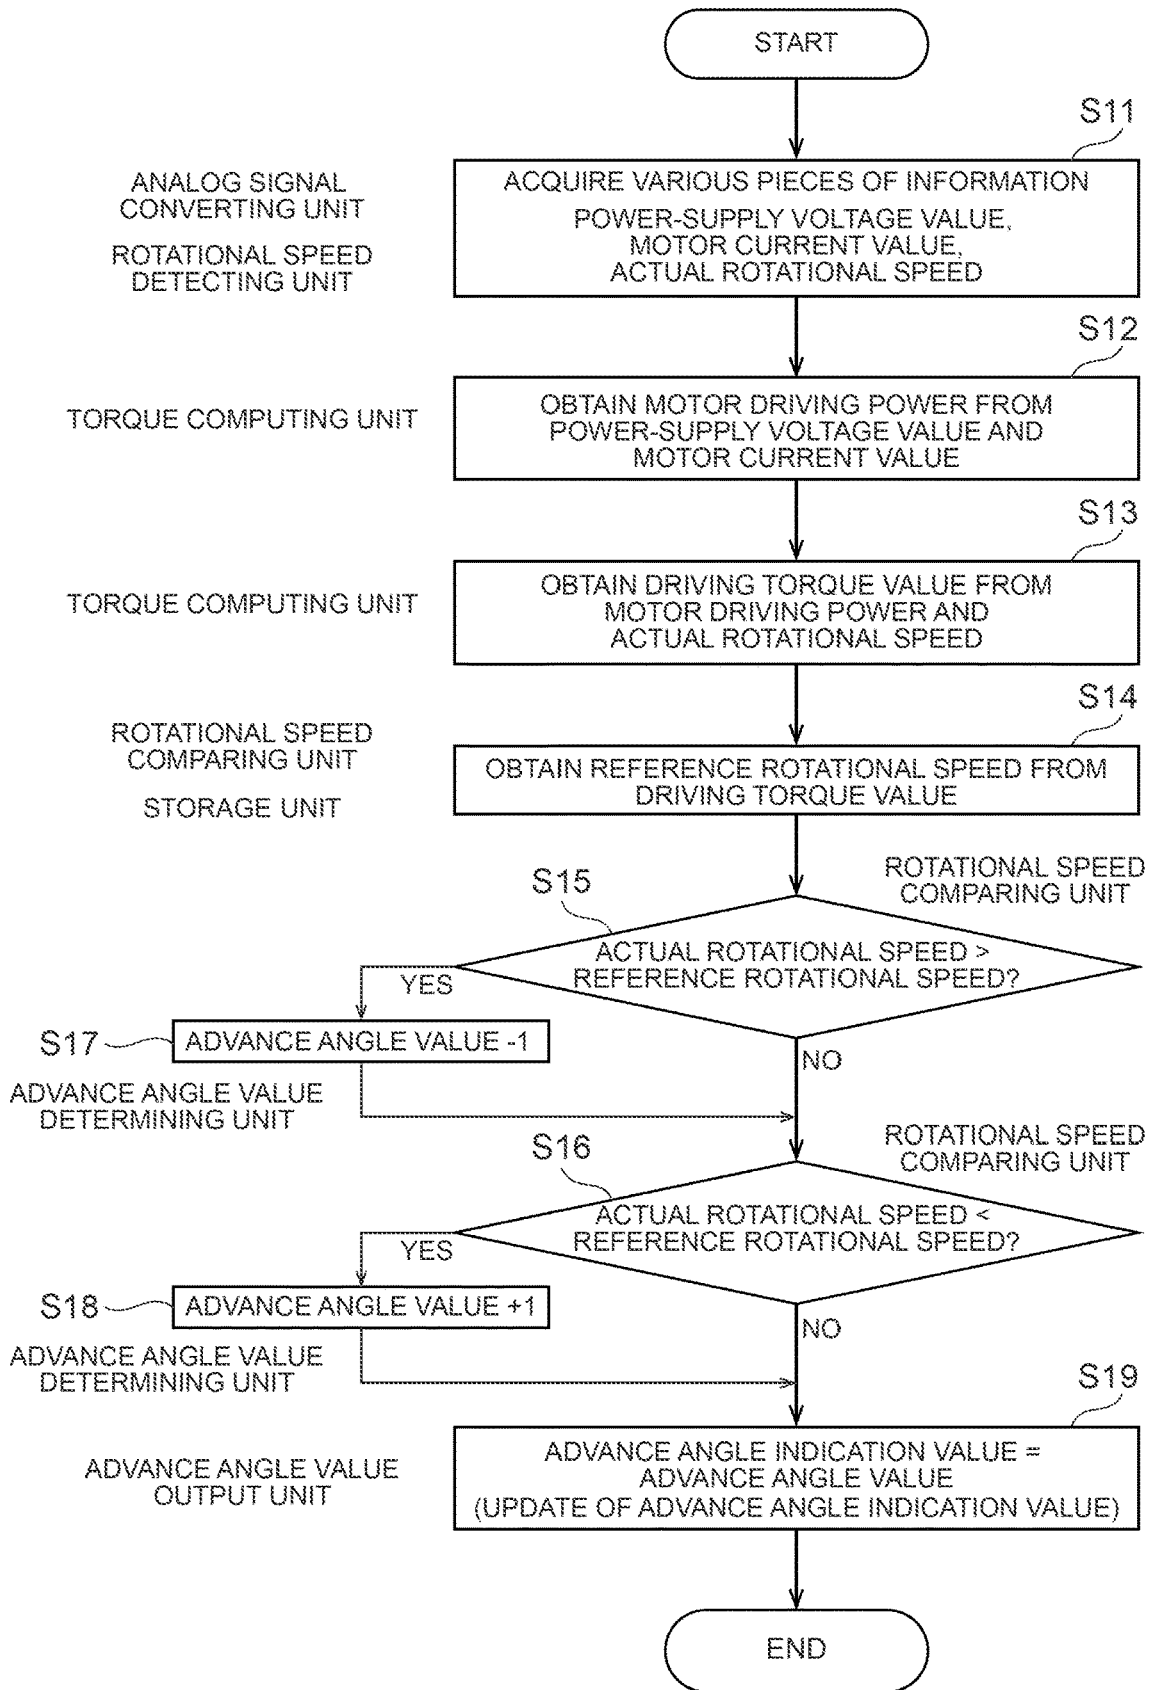 START
S11
ANALOG SIGNAL
CONVERTING UNIT
ROTATIONAL SPEED
DETECTING UNIT
ACQUIRE VARIOUS PIECES OF INFORMATION
POWER-SUPPLY VOLTAGE VALUE,
MOTOR CURRENT VALUE,
ACTUAL ROTATIONAL SPEED
S12
TORQUE COMPUTING UNIT
OBTAIN MOTOR DRIVING POWER FROM
POWER-SUPPLY VOLTAGE VALUE AND
MOTOR CURRENT VALUE
S13
TORQUE COMPUTING UNIT
OBTAIN DRIVING TORQUE VALUE FROM
MOTOR DRIVING POWER AND
ACTUAL ROTATIONAL SPEED
S14
ROTATIONAL SPEED
COMPARING UNIT
STORAGE UNIT
OBTAIN REFERENCE ROTATIONAL SPEED FROM
DRIVING TORQUE VALUE
ROTATIONAL SPEED
COMPARING UNIT
S15
ACTUAL ROTATIONAL SPEED >
REFERENCE ROTATIONAL SPEED?
YES
S17
ADVANCE ANGLE VALUE -1
NO
ADVANCE ANGLE VALUE
DETERMINING UNIT
ROTATIONAL SPEED
COMPARING UNIT
S16
ACTUAL ROTATIONAL SPEED <
REFERENCE ROTATIONAL SPEED?
YES
S18
ADVANCE ANGLE VALUE +1
NO
ADVANCE ANGLE VALUE
DETERMINING UNIT
S19
ADVANCE ANGLE VALUE
OUTPUT UNIT
ADVANCE ANGLE INDICATION VALUE =
ADVANCE ANGLE VALUE
(UPDATE OF ADVANCE ANGLE INDICATION VALUE)
END